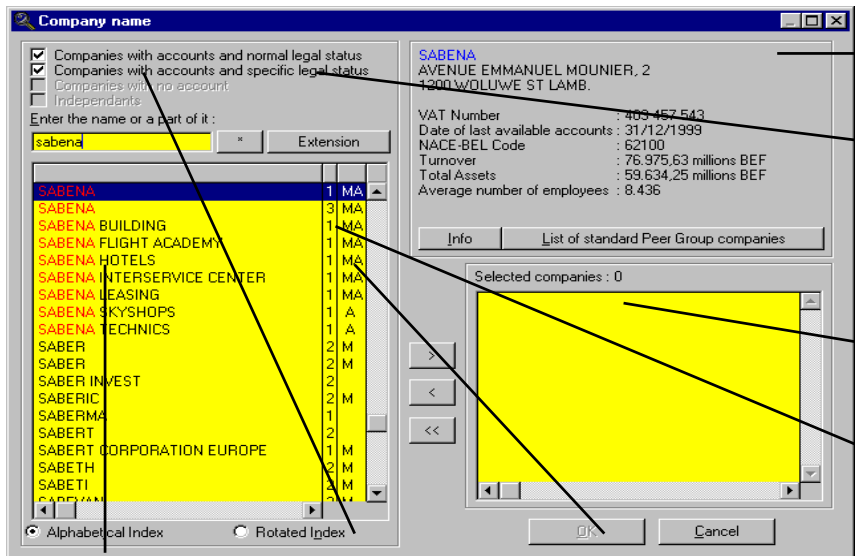 Company name
Companies with accounts and normal legal status
Companies with accounts and specific legal status
Companies with no account
Independants
Enter the name or a part of it :
sabena
* Extension
SABENA 1 MA
SABENA 3 MA
SABENA BUILDING 1 MA
SABENA FLIGHT ACADEMY 1 MA
SABENA HOTELS 1 MA
SABENA INTERSERVICE CENTER 1 MA
SABENA LEASING 1 MA
SABENA SKYSHOPS 1 A
SABENA TECHNICS 1 A
SABER 2 M
SABER 2 M
SABER INVEST 2
SABERIC 2 M
SABERMA 1
SABERT 2
SABERT CORPORATION EUROPE 1 M
SABETH 2 M
SABETI 2 M
Alphabetical Index Rotated Index
SABENA
AVENUE EMMANUEL MOUNIER, 2
1200 WOLUWE ST LAMB.
VAT Number : 403 457 543
Date of last available accounts : 31/12/1999
NACE-BEL Code : 62100
Turnover : 76.975,63 millions BEF
Total Assets : 59.634,25 millions BEF
Average number of employees : 8.436
Info List of standard Peer Group companies
Selected companies : 0
>
<
<<
OK Cancel